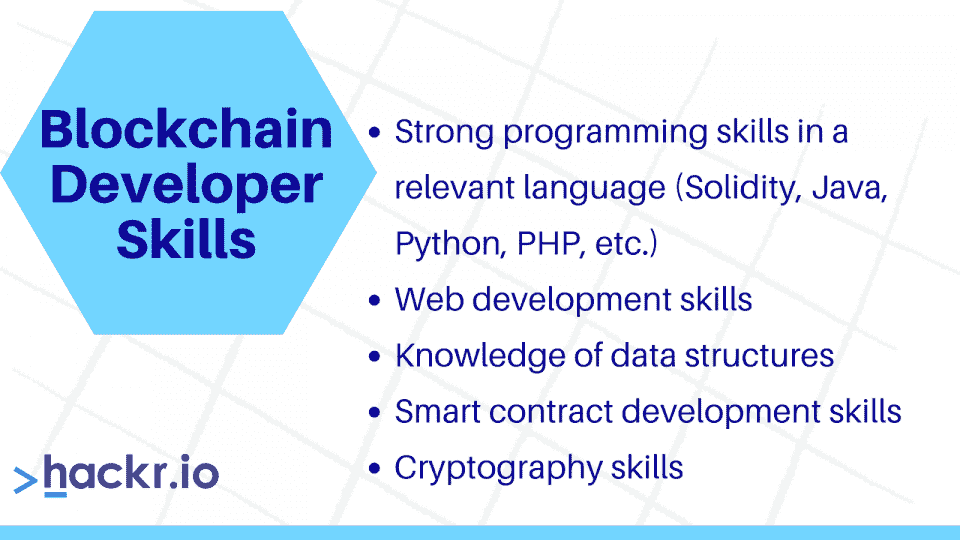 Blockchain
Developer
Skills
• Strong programming skills in a
relevant language (Solidity, Java,
Python, PHP, etc.)
• Web development skills
• Knowledge of data structures
• Smart contract development skills
• Cryptography skills
>hackr.io